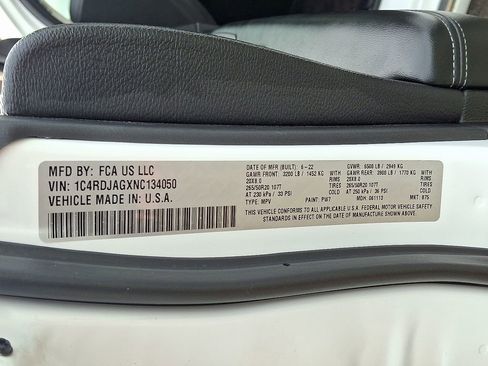 MFD BY: FCA US LLC
VIN: 1C4RDJAGXNC134050
VEHICLE MADE IN: U.S.A.
DATE OF MFR (BUILT): 6-22 GVWR: 6500 LB / 2949 KG
GAWR FRONT: 3200 LB / 1452 KG WITH GAWR REAR: 3900 LB / 1770 KG WITH
20X8.0 RIMS 20X8.0 RIMS
265/50R20 107T TIRES 265/50R20 107T TIRES
AT 230 kPa / 33 PSI COLD AT 250 kPa / 36 PSI COLD
THIS VEHICLE CONFORMS TO ALL APPLICABLE U.S.A. FEDERAL MOTOR VEHICLE SAFETY
STANDARDS IN EFFECT ON THE DATE OF MANUFACTURE SHOWN ABOVE.
TYPE: MPV PAINT: PW7 MDH: 061113 MKT: 875